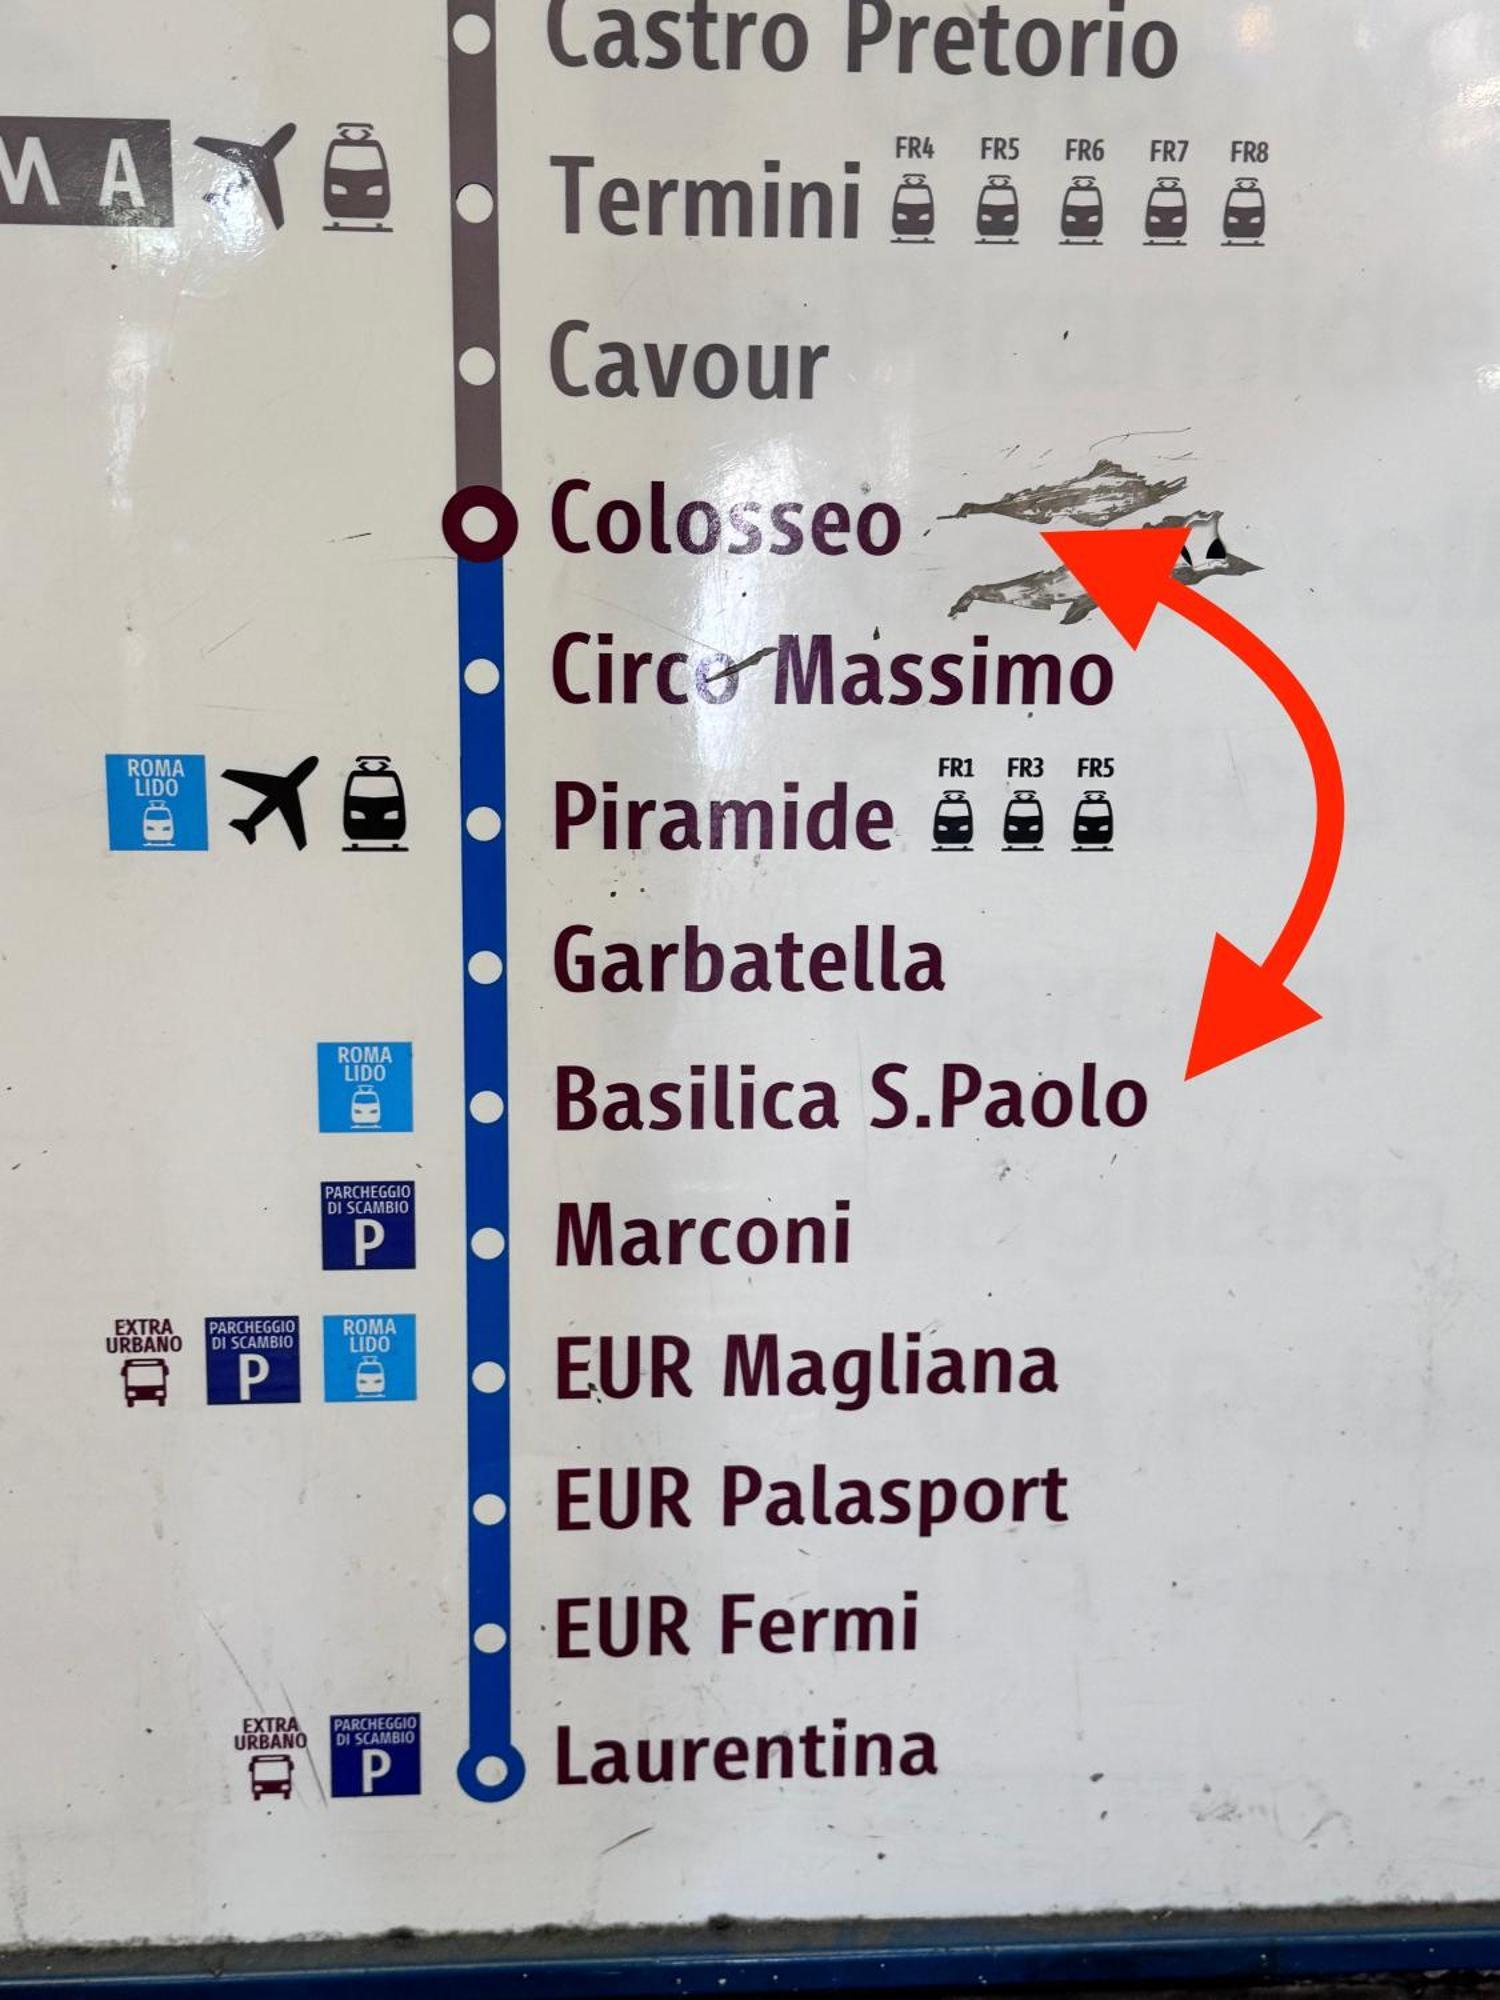 Castro Pretorio
MA
Termini
FR4 FR5 FR6 FR7 FR8
Cavour
Colosseo
Circo Massimo
ROMA
LIDO
Piramide
FR1 FR3 FR5
Garbatella
ROMA
LIDO
Basilica S.Paolo
PARCHEGGIO
DI SCAMBIO
P
Marconi
EXTRA
URBANO
PARCHEGGIO
DI SCAMBIO
P
ROMA
LIDO
EUR Magliana
EUR Palasport
EUR Fermi
EXTRA
URBANO
PARCHEGGIO
DI SCAMBIO
P
Laurentina